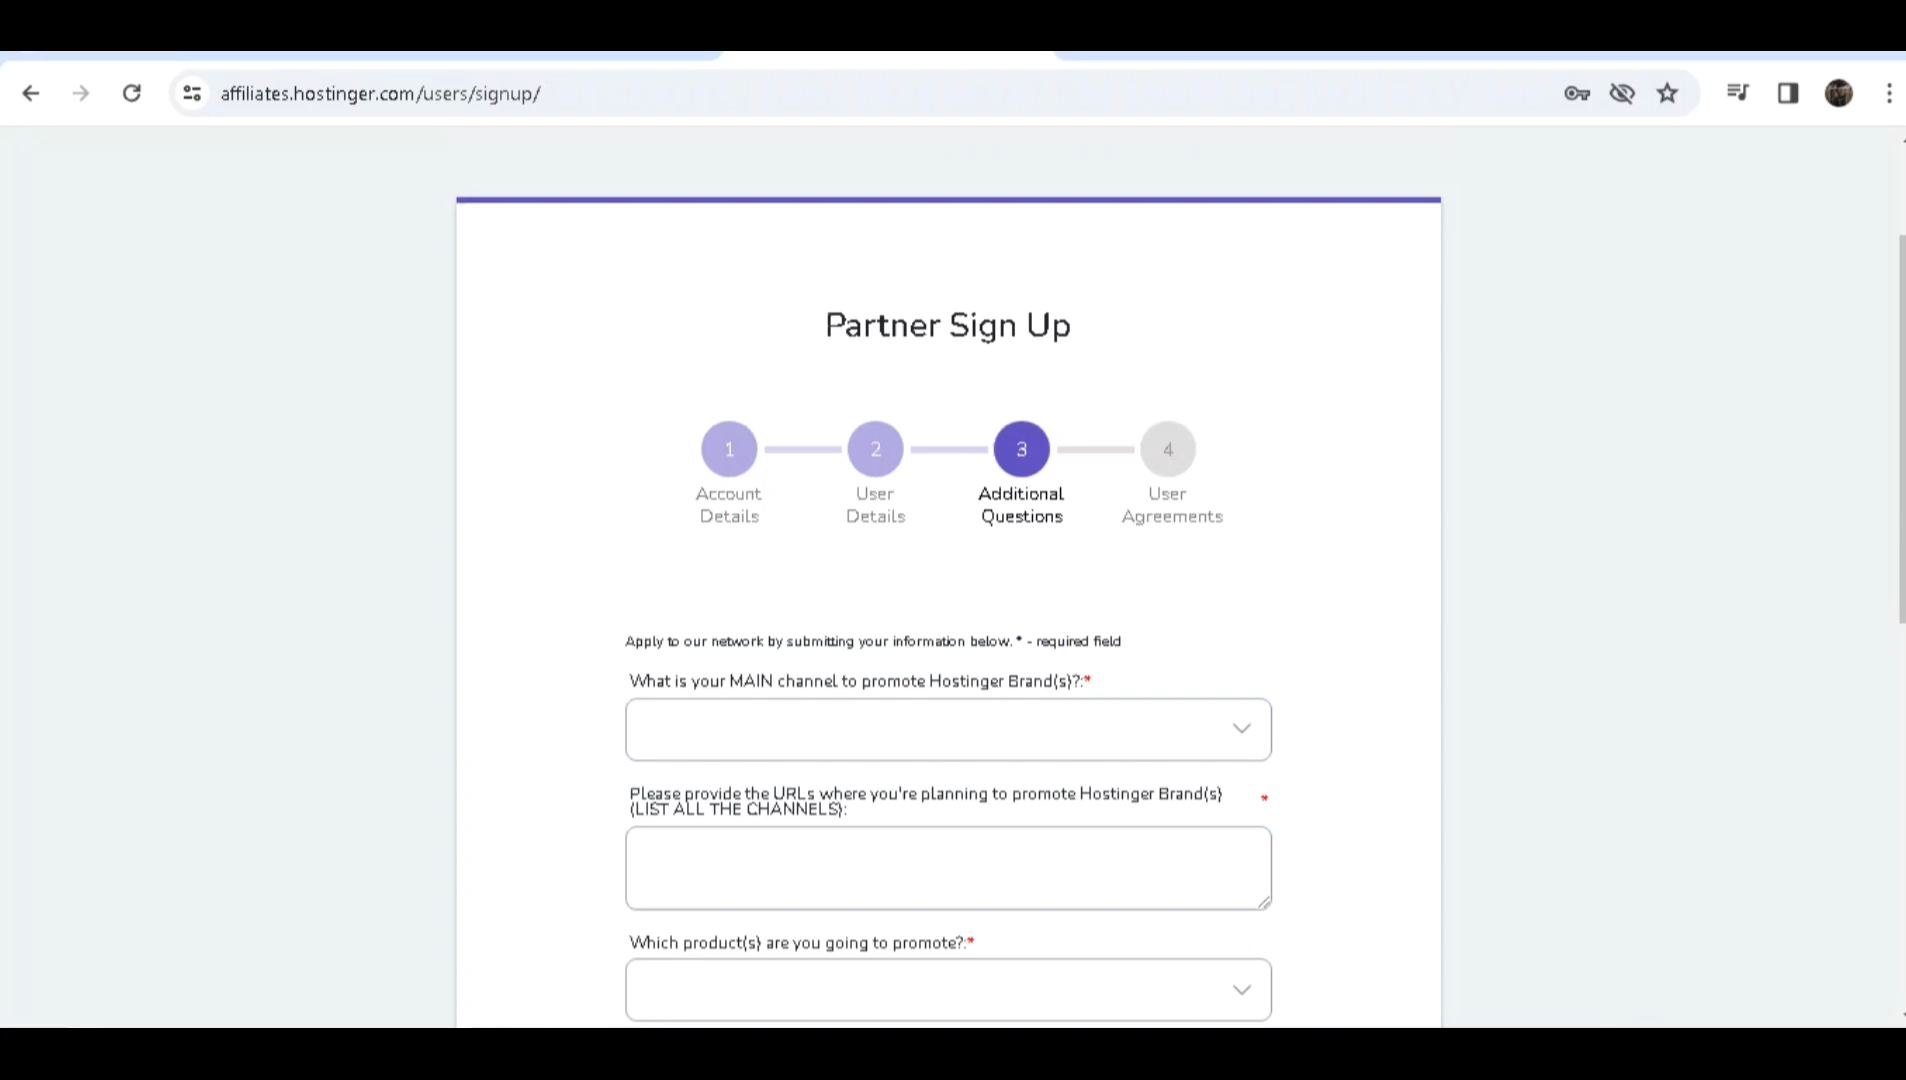 affiliates.hostinger.com/users/signup/
Partner Sign Up
1
2
3
4
Account
Details
User
Details
Additional
Questions
User
Agreements
Apply to our network by submitting your information below. * - required field
What is your MAIN channel to promote Hostinger Brand(s)?:*
Please provide the URLs where you're planning to promote Hostinger Brand(s) *
(LIST ALL THE CHANNELS):
Which product(s) are you going to promote?:*